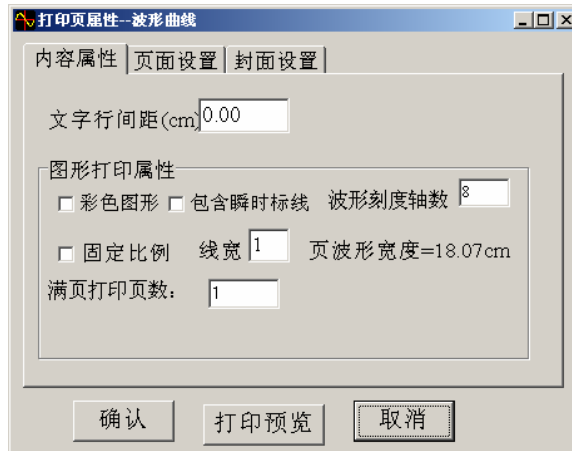 打印页属性--波形曲线
内容属性 页面设置 封面设置
文字行间距(cm) 0.00
图形打印属性
彩色图形 包含瞬时标线 波形刻度轴数 8
固定比例 线宽 1 页波形宽度=18.07cm
满页打印页数: 1
确认 打印预览 取消